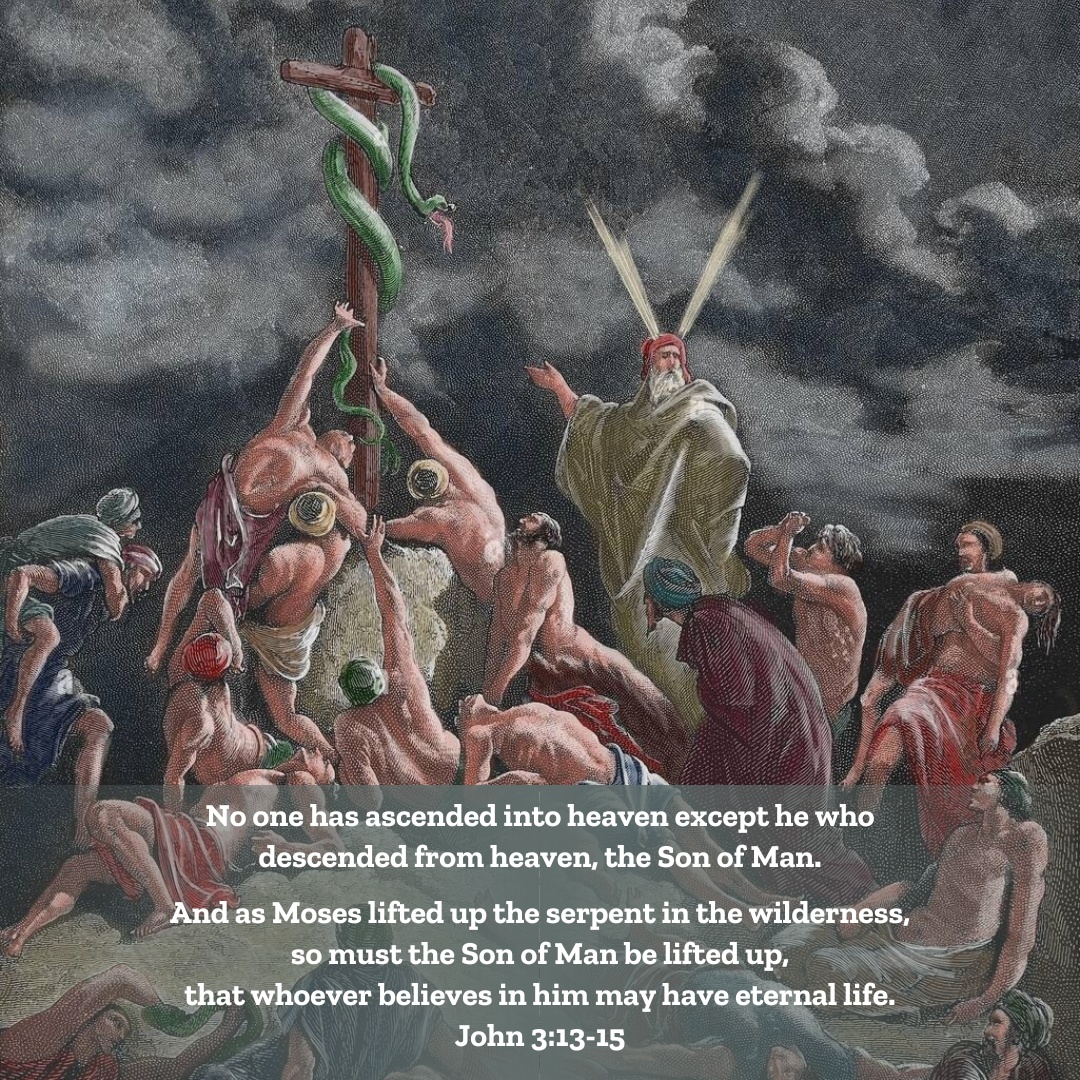 No one has ascended into heaven except he who
descended from heaven, the Son of Man.
And as Moses lifted up the serpent in the wilderness,
so must the Son of Man be lifted up,
that whoever believes in him may have eternal life.
John 3:13-15